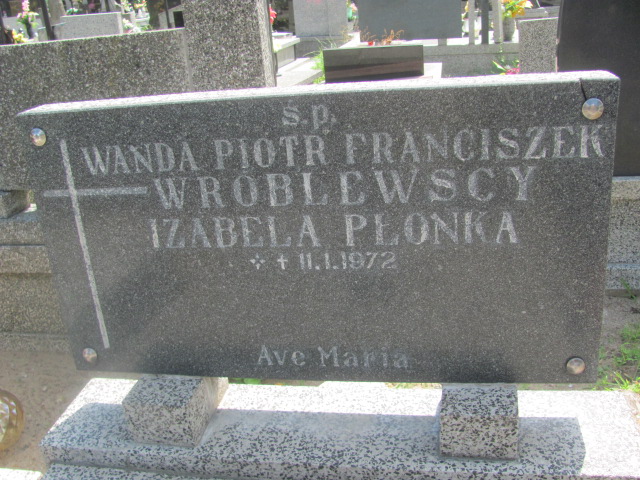 Ś.P.
WANDA PIOTR FRANCISZEK
WRÓBLEWSCY
IZABELA PŁONKA
* + 11.1.1972
Ave Maria